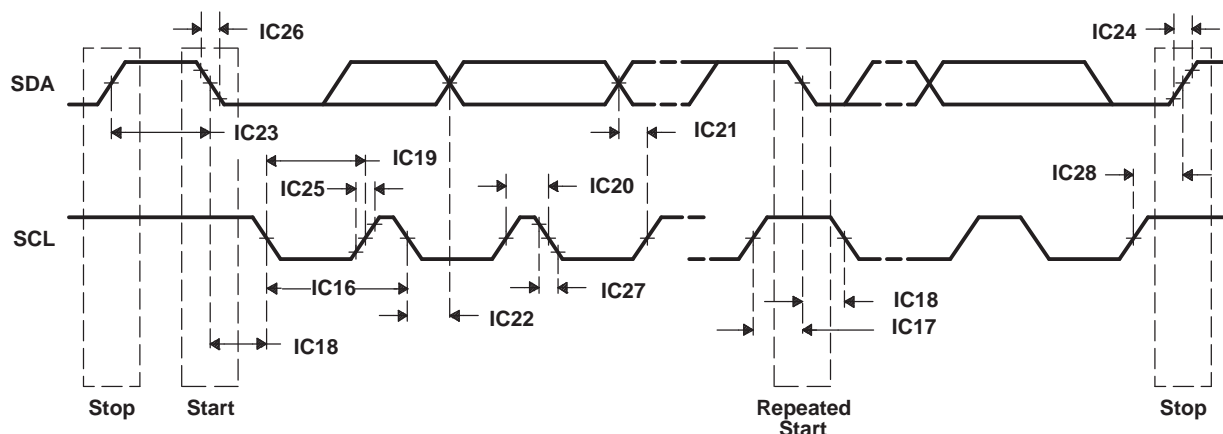 IC26
IC24
SDA
IC23
IC21
IC19
IC25
IC20
IC28
SCL
IC16
IC27
IC18
IC22
IC18
IC17
Stop
Start
Repeated
Start
Stop